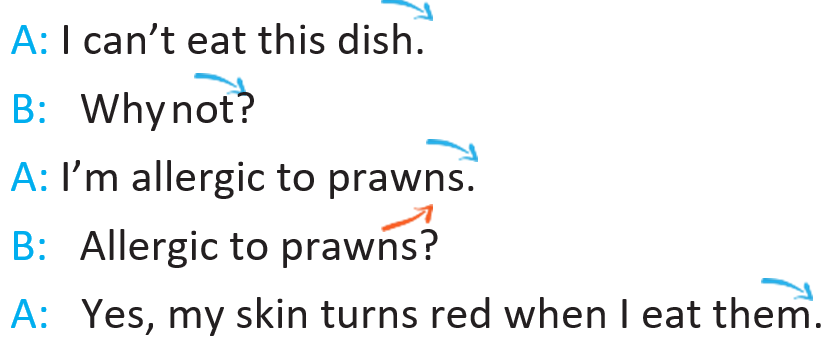 A: I can’t eat this dish.
B: Why not?
A: I’m allergic to prawns.
B: Allergic to prawns?
A: Yes, my skin turns red when I eat them.